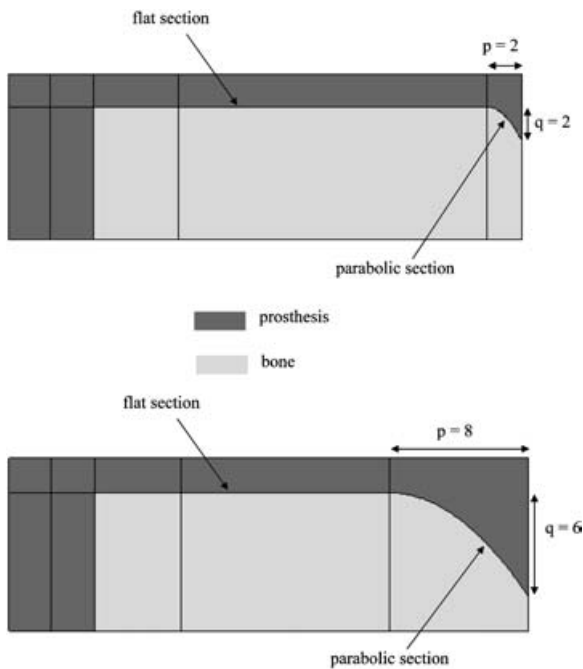 flat section
p = 2
q = 2
parabolic section
prosthesis
bone
flat section
p = 8
q = 6
parabolic section